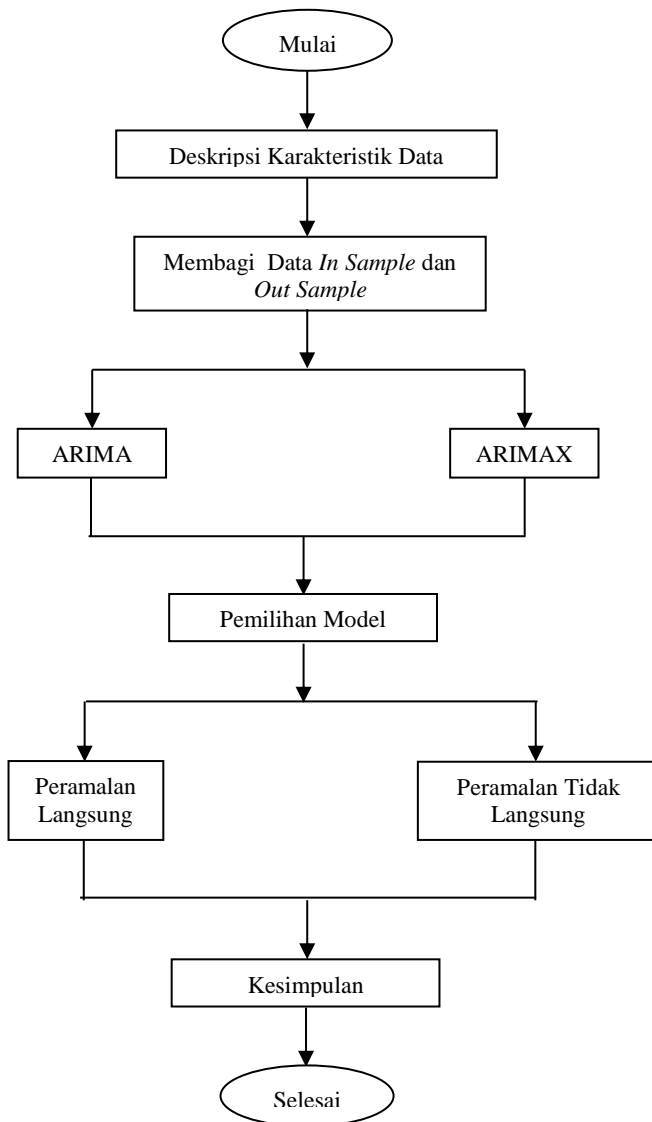 Mulai
Deskripsi Karakteristik Data
Membagi Data In Sample dan
Out Sample
ARIMA
ARIMAX
Pemilihan Model
Peramalan
Langsung
Peramalan Tidak
Langsung
Kesimpulan
Selesai